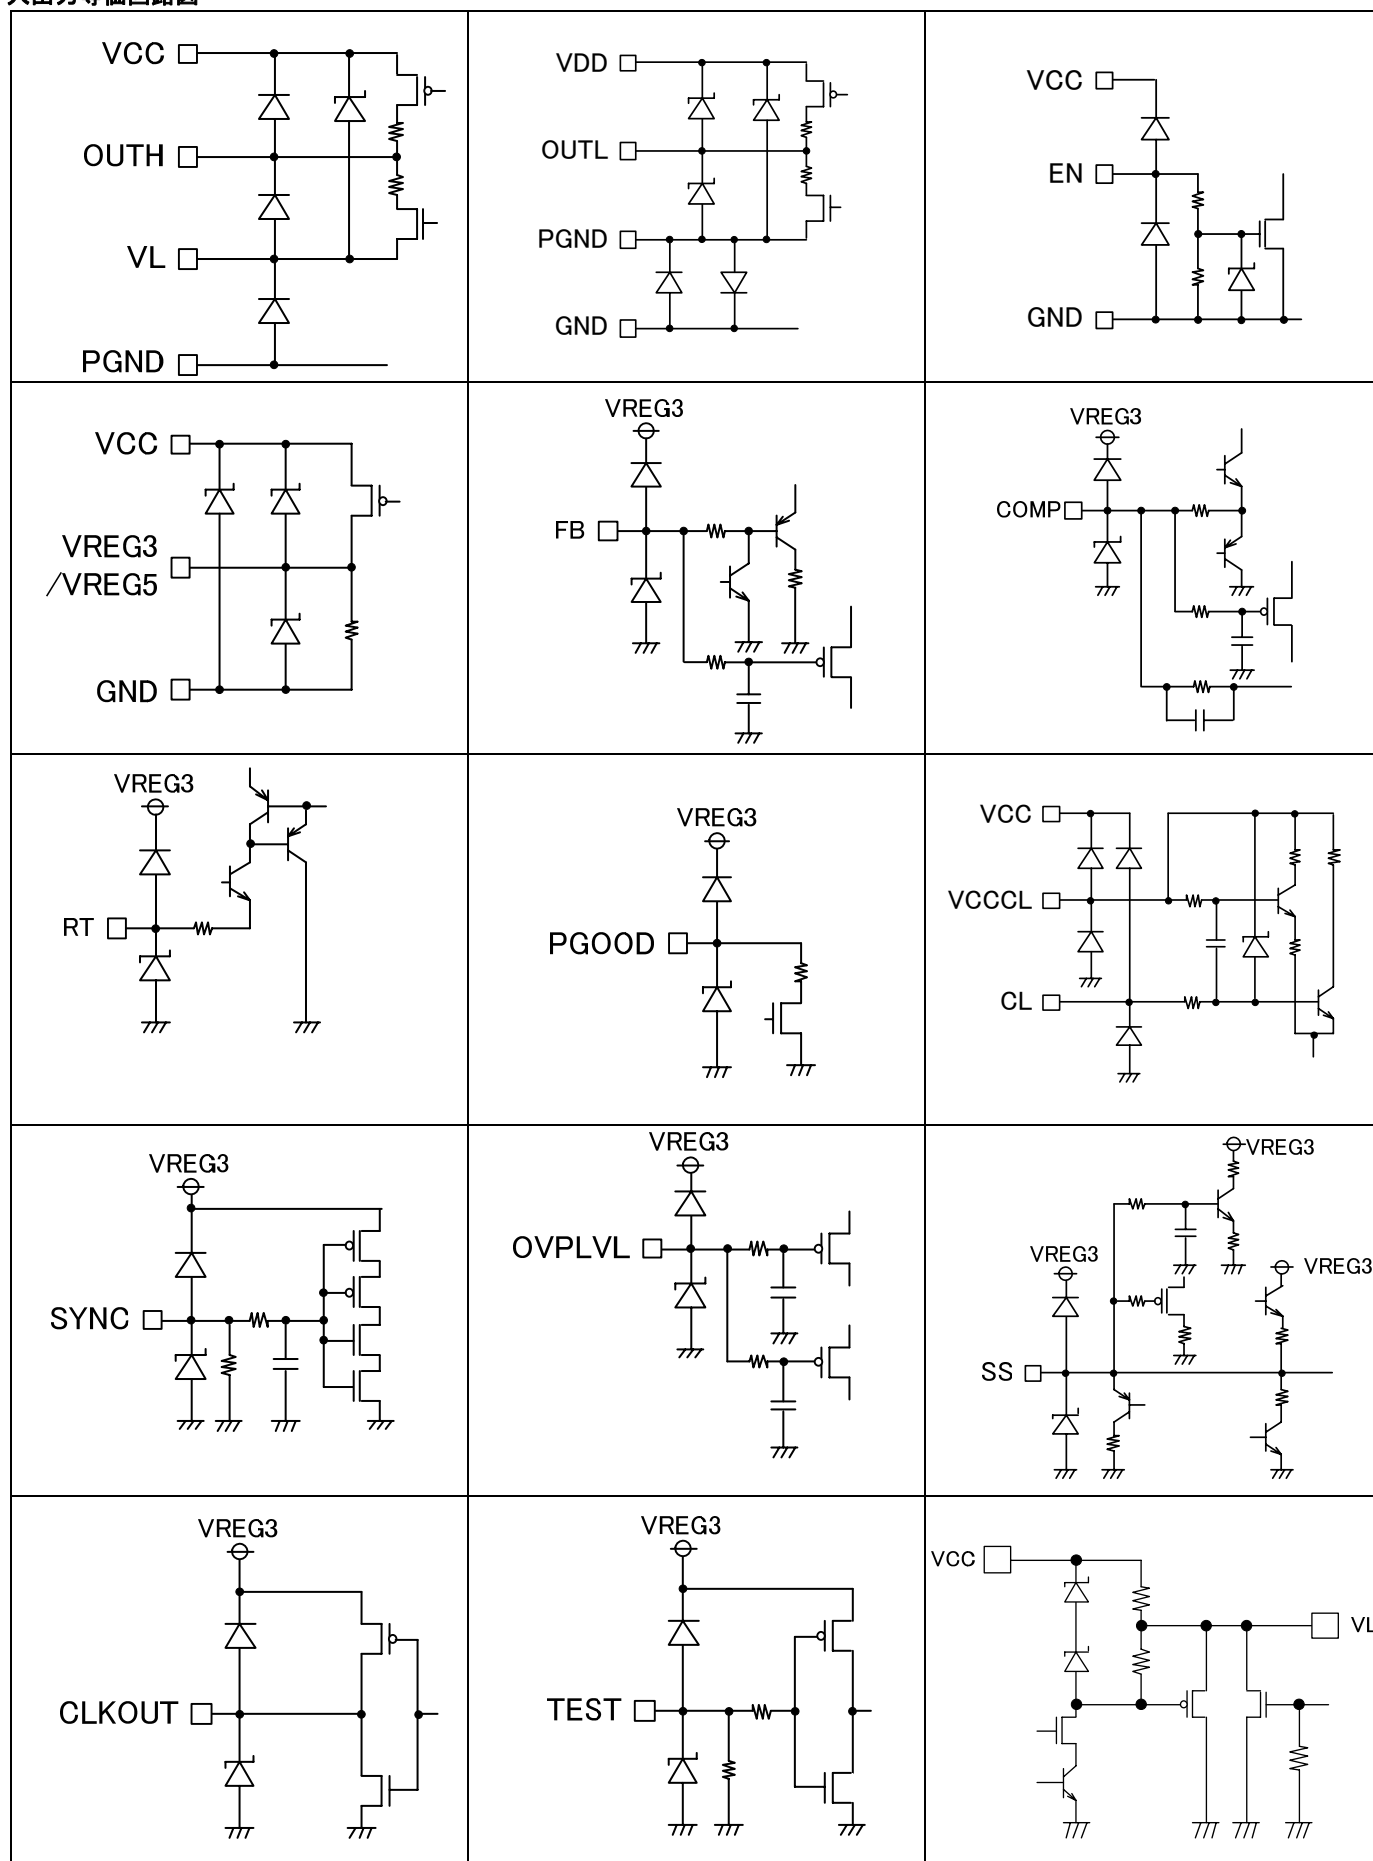 入出力等価回路図
VCC
OUTH
VL
PGND
VDD
OUTL
PGND
GND
VCC
EN
GND
VCC
VREG3
/VREG5
GND
VREG3
FB
VREG3
COMP
VREG3
RT
VREG3
PGOOD
VCC
VCCCL
CL
VREG3
SYNC
VREG3
OVPLVL
VREG3
VREG3
VREG3
SS
VREG3
CLKOUT
VREG3
TEST
VCC
VL